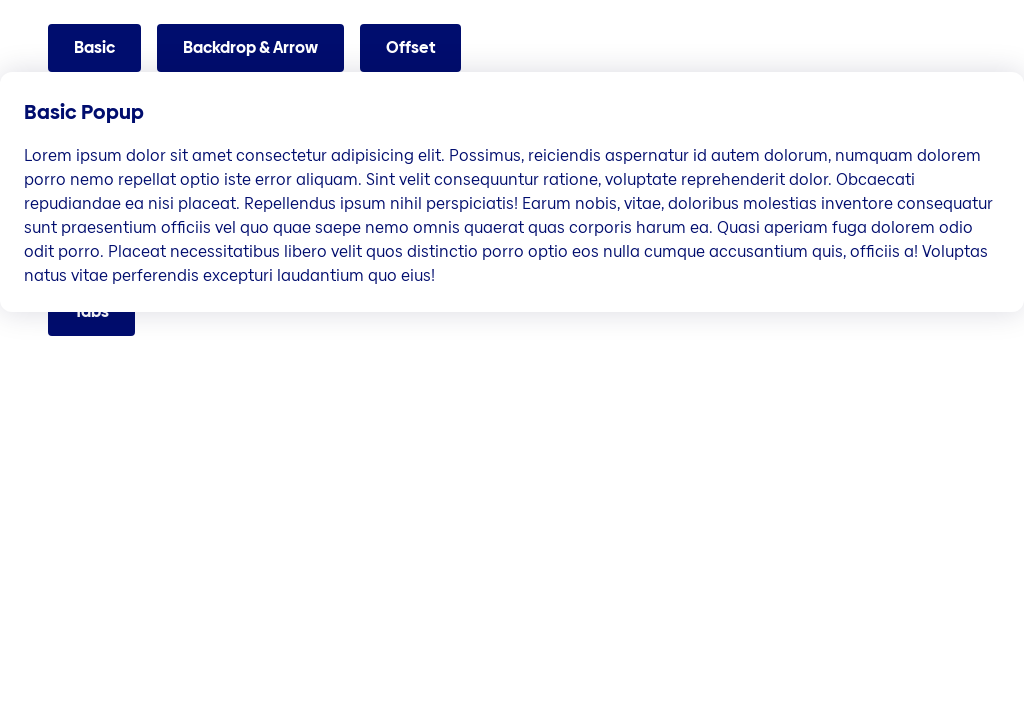 Basic
Backdrop & Arrow
Offset
Basic Popup
Lorem ipsum dolor sit amet consectetur adipisicing elit. Possimus, reiciendis aspernatur id autem dolorum, numquam dolorem
porro nemo repellat optio iste error aliquam. Sint velit consequuntur ratione, voluptate reprehenderit dolor. Obcaecati
repudiandae ea nisi placeat. Repellendus ipsum nihil perspiciatis! Earum nobis, vitae, doloribus molestias inventore consequatur
sunt praesentium officiis vel quo quae saepe nemo omnis quaerat quas corporis harum ea. Quasi aperiam fuga dolorem odio
odit porro. Placeat necessitatibus libero velit quos distinctio porro optio eos nulla cumque accusantium quis, officiis a! Voluptas
natus vitae perferendis excepturi laudantium quo eius!
Tabs